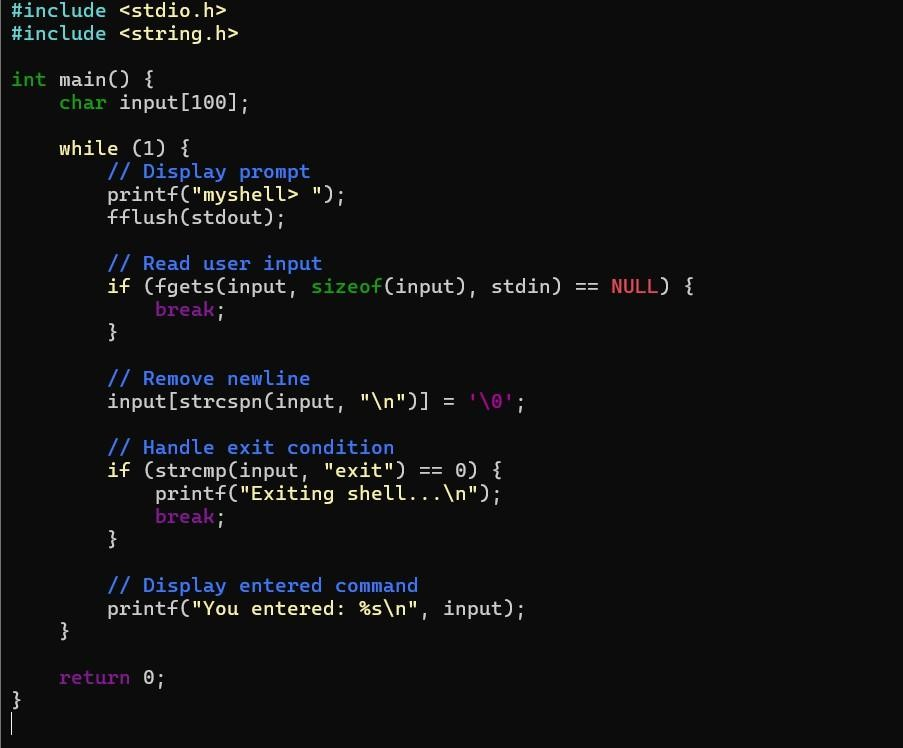 #include <stdio.h>
#include <string.h>

int main() {
    char input[100];

    while (1) {
        // Display prompt
        printf("myshell> ");
        fflush(stdout);

        // Read user input
        if (fgets(input, sizeof(input), stdin) == NULL) {
            break;
        }

        // Remove newline
        input[strcspn(input, "\n")] = '\0';

        // Handle exit condition
        if (strcmp(input, "exit") == 0) {
            printf("Exiting shell...\n");
            break;
        }

        // Display entered command
        printf("You entered: %s\n", input);
    }

    return 0;
}